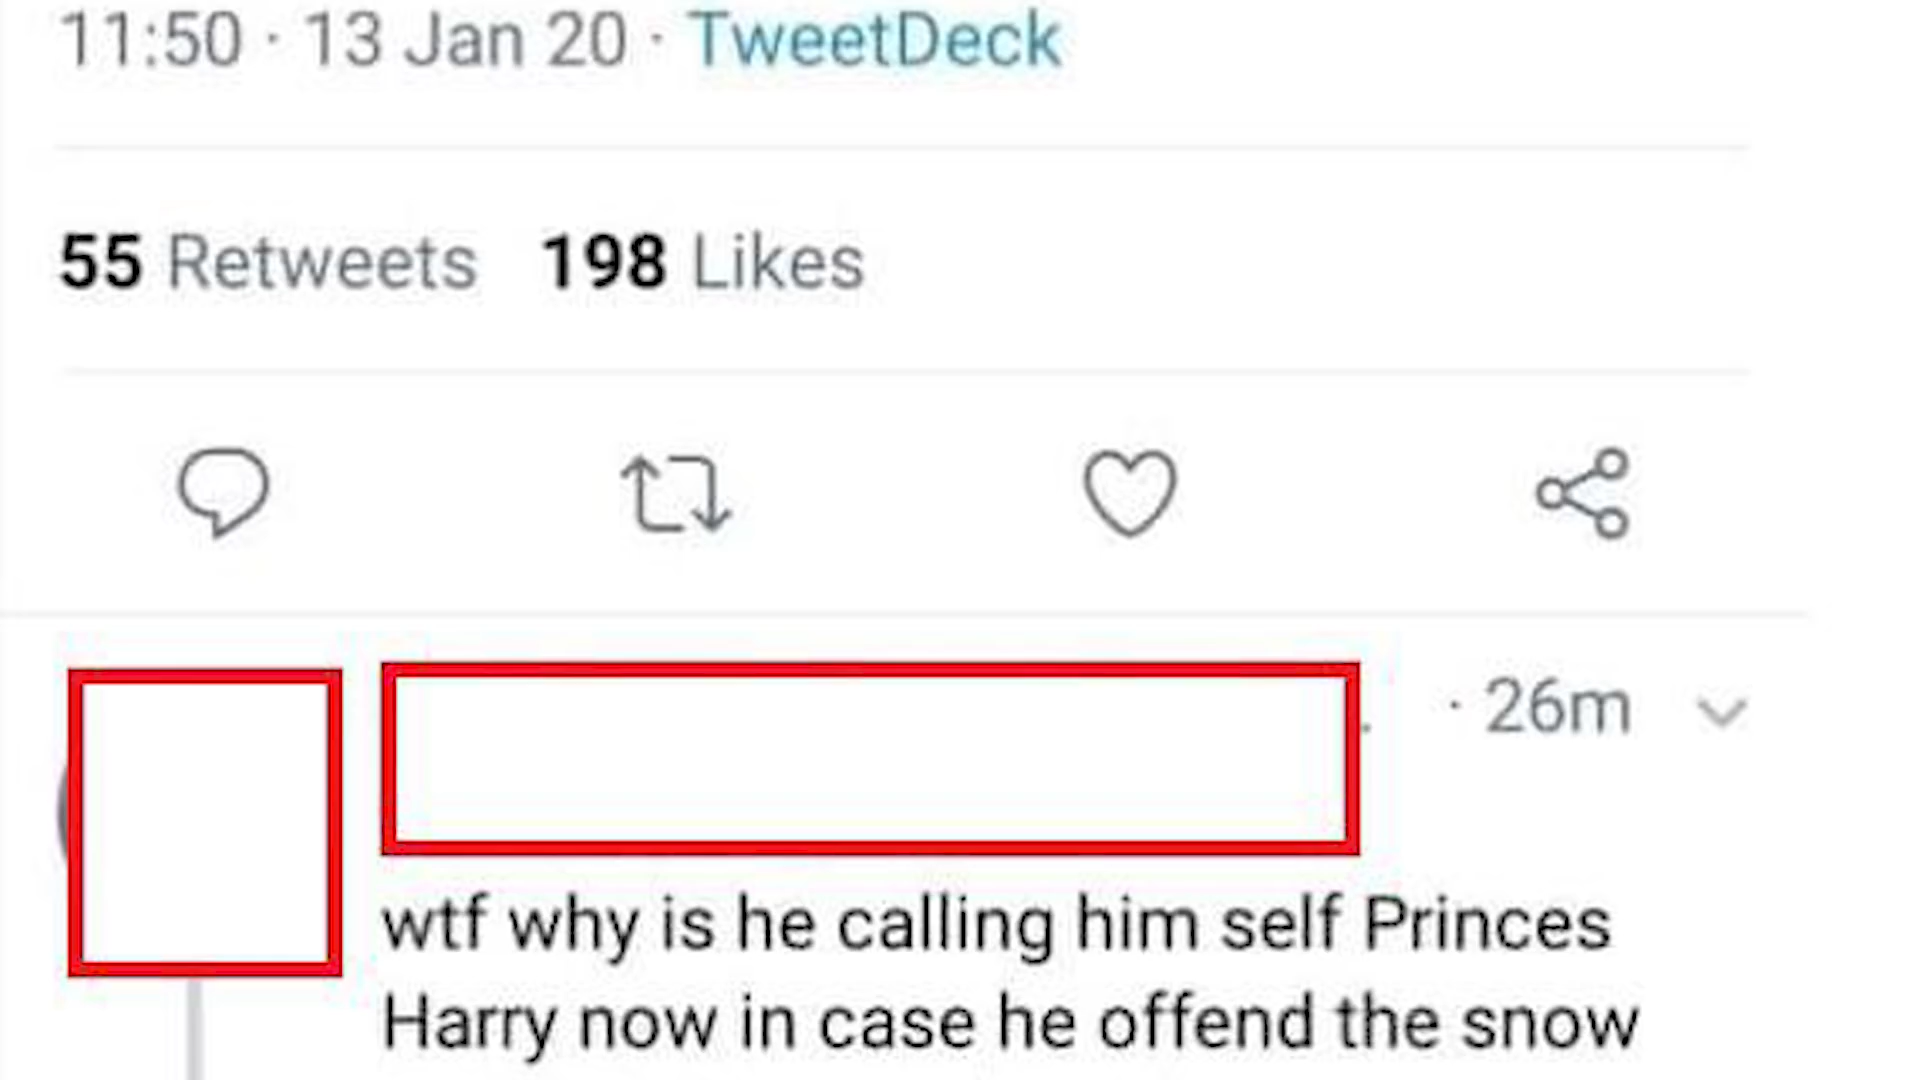 11:50 · 13 Jan 20 · TweetDeck
55 Retweets 198 Likes
· 26m
wtf why is he calling him self Princes
Harry now in case he offend the snow